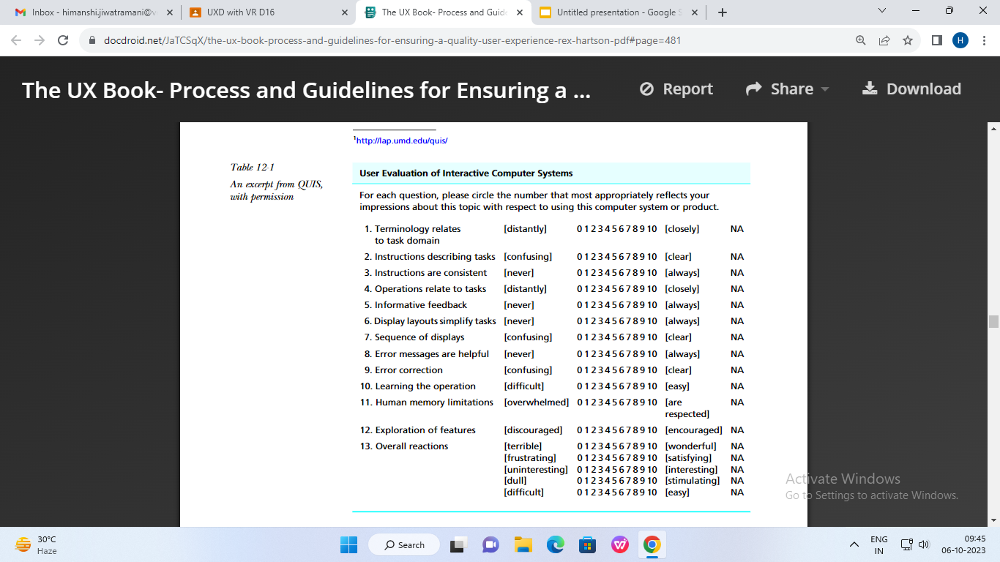 Inbox - himanshi.jiwatramani@v
UXD with VR D16
The UX Book- Process and Guide
Untitled presentation - Google S
docdroid.net/JaTCSqX/the-ux-book-process-and-guidelines-for-ensuring-a-quality-user-experience-rex-hartson-pdf#page=481
H
The UX Book- Process and Guidelines for Ensuring a ...
Report
Share
Download
1http://lap.umd.edu/quis/
Table 12-1
An excerpt from QUIS,
with permission
User Evaluation of Interactive Computer Systems
For each question, please circle the number that most appropriately reflects your
impressions about this topic with respect to using this computer system or product.
1. Terminology relates [distantly] 0 1 2 3 4 5 6 7 8 9 10 [closely] NA
to task domain
2. Instructions describing tasks [confusing] 0 1 2 3 4 5 6 7 8 9 10 [clear] NA
3. Instructions are consistent [never] 0 1 2 3 4 5 6 7 8 9 10 [always] NA
4. Operations relate to tasks [distantly] 0 1 2 3 4 5 6 7 8 9 10 [closely] NA
5. Informative feedback [never] 0 1 2 3 4 5 6 7 8 9 10 [always] NA
6. Display layouts simplify tasks [never] 0 1 2 3 4 5 6 7 8 9 10 [always] NA
7. Sequence of displays [confusing] 0 1 2 3 4 5 6 7 8 9 10 [clear] NA
8. Error messages are helpful [never] 0 1 2 3 4 5 6 7 8 9 10 [always] NA
9. Error correction [confusing] 0 1 2 3 4 5 6 7 8 9 10 [clear] NA
10. Learning the operation [difficult] 0 1 2 3 4 5 6 7 8 9 10 [easy] NA
11. Human memory limitations [overwhelmed] 0 1 2 3 4 5 6 7 8 9 10 [are NA
respected]
12. Exploration of features [discouraged] 0 1 2 3 4 5 6 7 8 9 10 [encouraged] NA
13. Overall reactions [terrible] 0 1 2 3 4 5 6 7 8 9 10 [wonderful] NA
[frustrating] 0 1 2 3 4 5 6 7 8 9 10 [satisfying] NA
[uninteresting] 0 1 2 3 4 5 6 7 8 9 10 [interesting] NA
[dull] 0 1 2 3 4 5 6 7 8 9 10 [stimulating] NA
[difficult] 0 1 2 3 4 5 6 7 8 9 10 [easy] NA
Activate Windows
Go to Settings to activate Windows.
30°C
Haze
Search
ENG
IN
09:45
06-10-2023